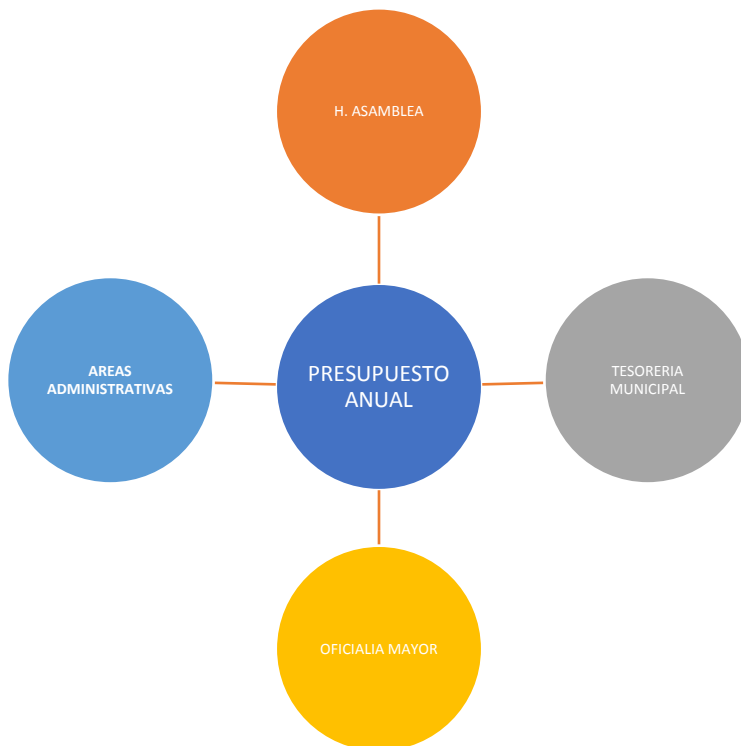 H. ASAMBLEA
AREAS
ADMINISTRATIVAS
PRESUPUESTO
ANUAL
TESORERIA
MUNICIPAL
OFICIALIA MAYOR